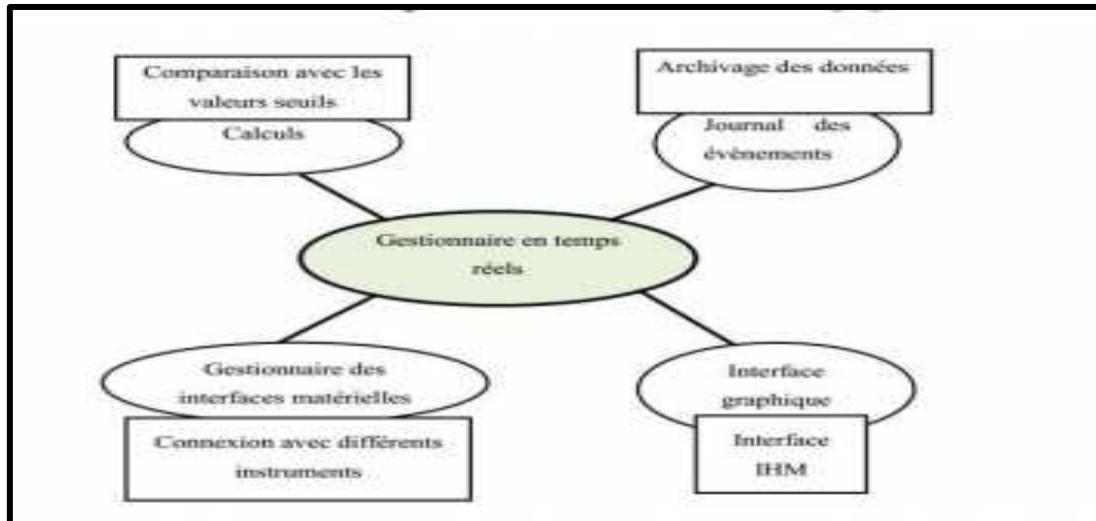 Comparaison avec les
valeurs seuils
Calculs
Archivage des données
Journal des
évènements
Gestionnaire en temps
réels
Gestionnaire des
interfaces matérielles
Connexion avec différents
instruments
Interface
graphique
Interface
IHM